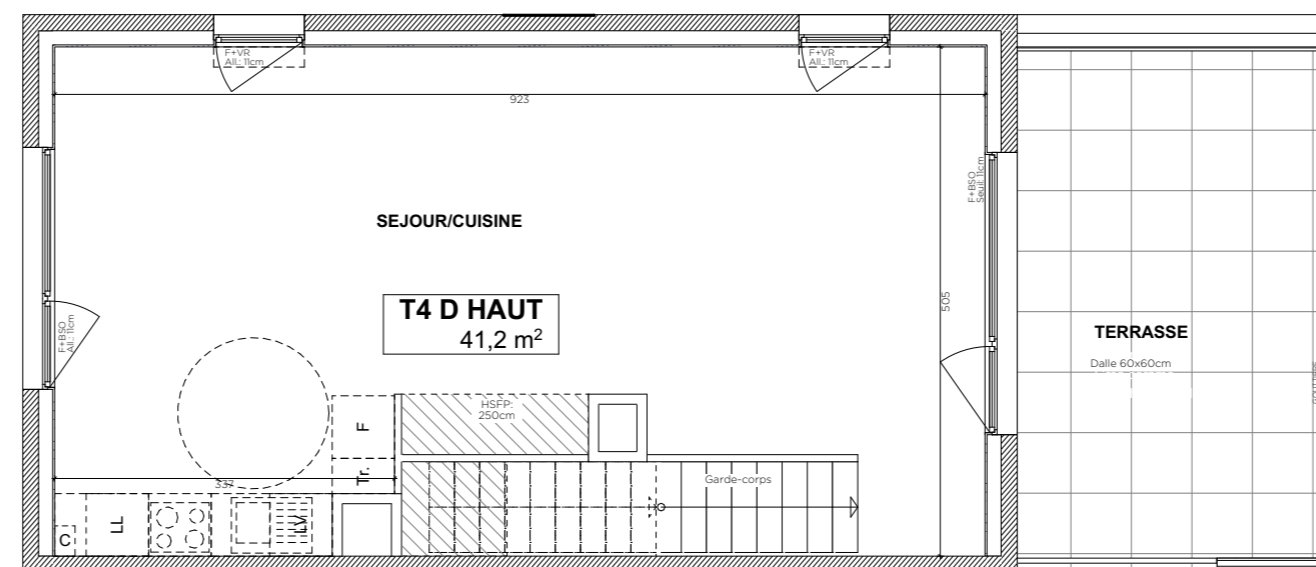 F+VR
All.: 11cm
F+VR
All.: 11cm
923
F+BSO
Seuil: 11cm
SEJOUR/CUISINE
505
T4 D HAUT
41,2 m²
F+BSO
All.: 11cm
TERRASSE
Dalle 60x60cm
HSFP:
250cm
F
Tr.
337
Garde-corps
C
LL
LV